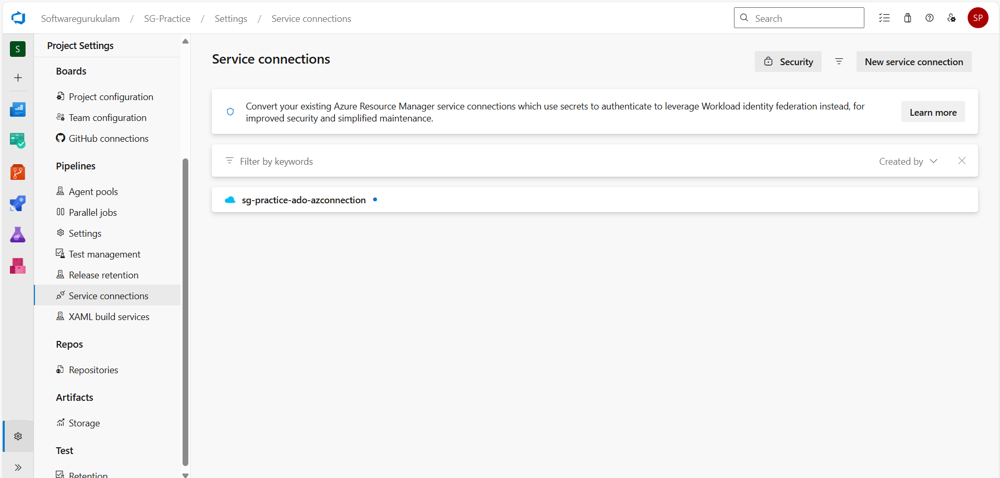 Softwaregurukulam / SG-Practice / Settings / Service connections
Search
SP
S
Project Settings
Boards
Project configuration
Team configuration
GitHub connections
Pipelines
Agent pools
Parallel jobs
Settings
Test management
Release retention
Service connections
XAML build services
Repos
Repositories
Artifacts
Storage
Test
Retention
Service connections
Security
New service connection
Convert your existing Azure Resource Manager service connections which use secrets to authenticate to leverage Workload identity federation instead, for
improved security and simplified maintenance.
Learn more
Filter by keywords
Created by
sg-practice-ado-azconnection